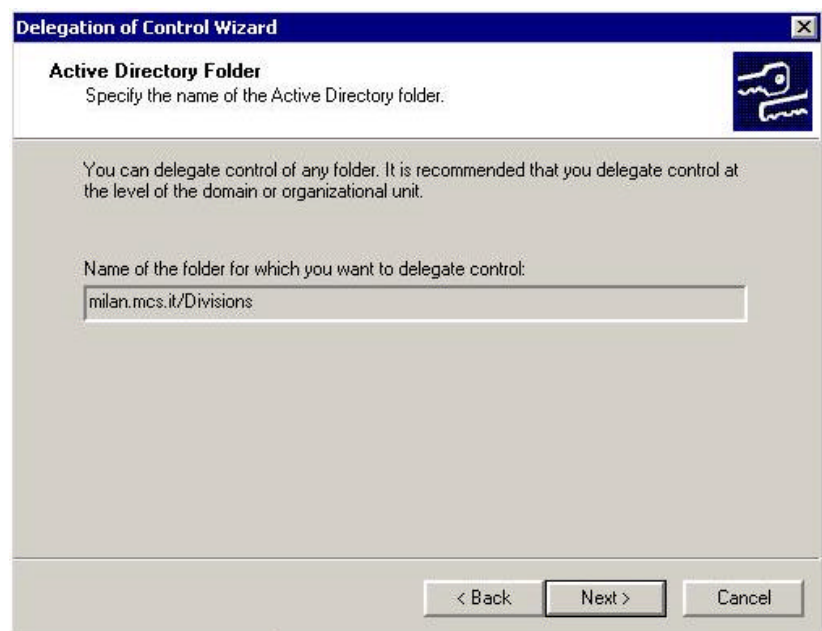 Delegation of Control Wizard
Active Directory Folder
Specify the name of the Active Directory folder.
You can delegate control of any folder. It is recommended that you delegate control at
the level of the domain or organizational unit.
Name of the folder for which you want to delegate control:
milan.mcs.it/Divisions
< Back
Next >
Cancel